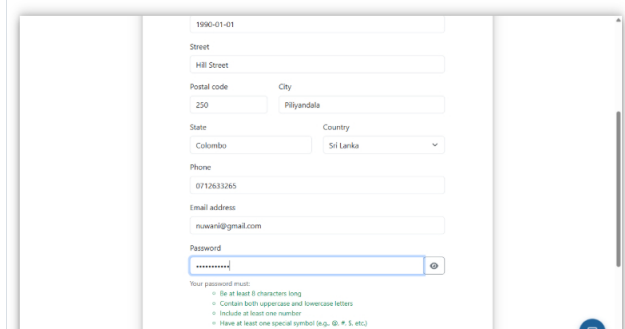 1990-01-01
Street
Hill Street
Postal code City
250 Piliyandala
State Country
Colombo Sri Lanka
Phone
0712633265
Email address
nuwani@gmail.com
Password
•••••••••••
Your password must:
Be at least 8 characters long
Contain both uppercase and lowercase letters
Include at least one number
Have at least one special symbol (e.g., @, #, $, etc.)